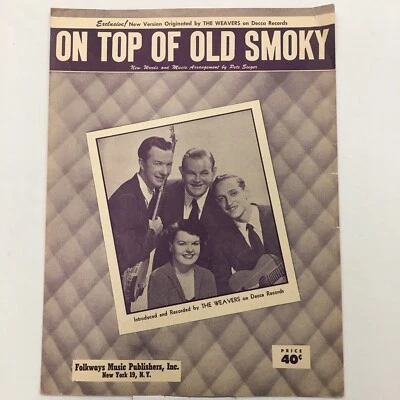 Exclusive! New Version Originated by THE WEAVERS on Decca Records
ON TOP OF OLD SMOKY
New Words and Music Arrangement by Pete Seeger
Introduced and Recorded by THE WEAVERS on Decca Records
PRICE
40¢
Folkways Music Publishers, Inc.
New York 19, N. Y.